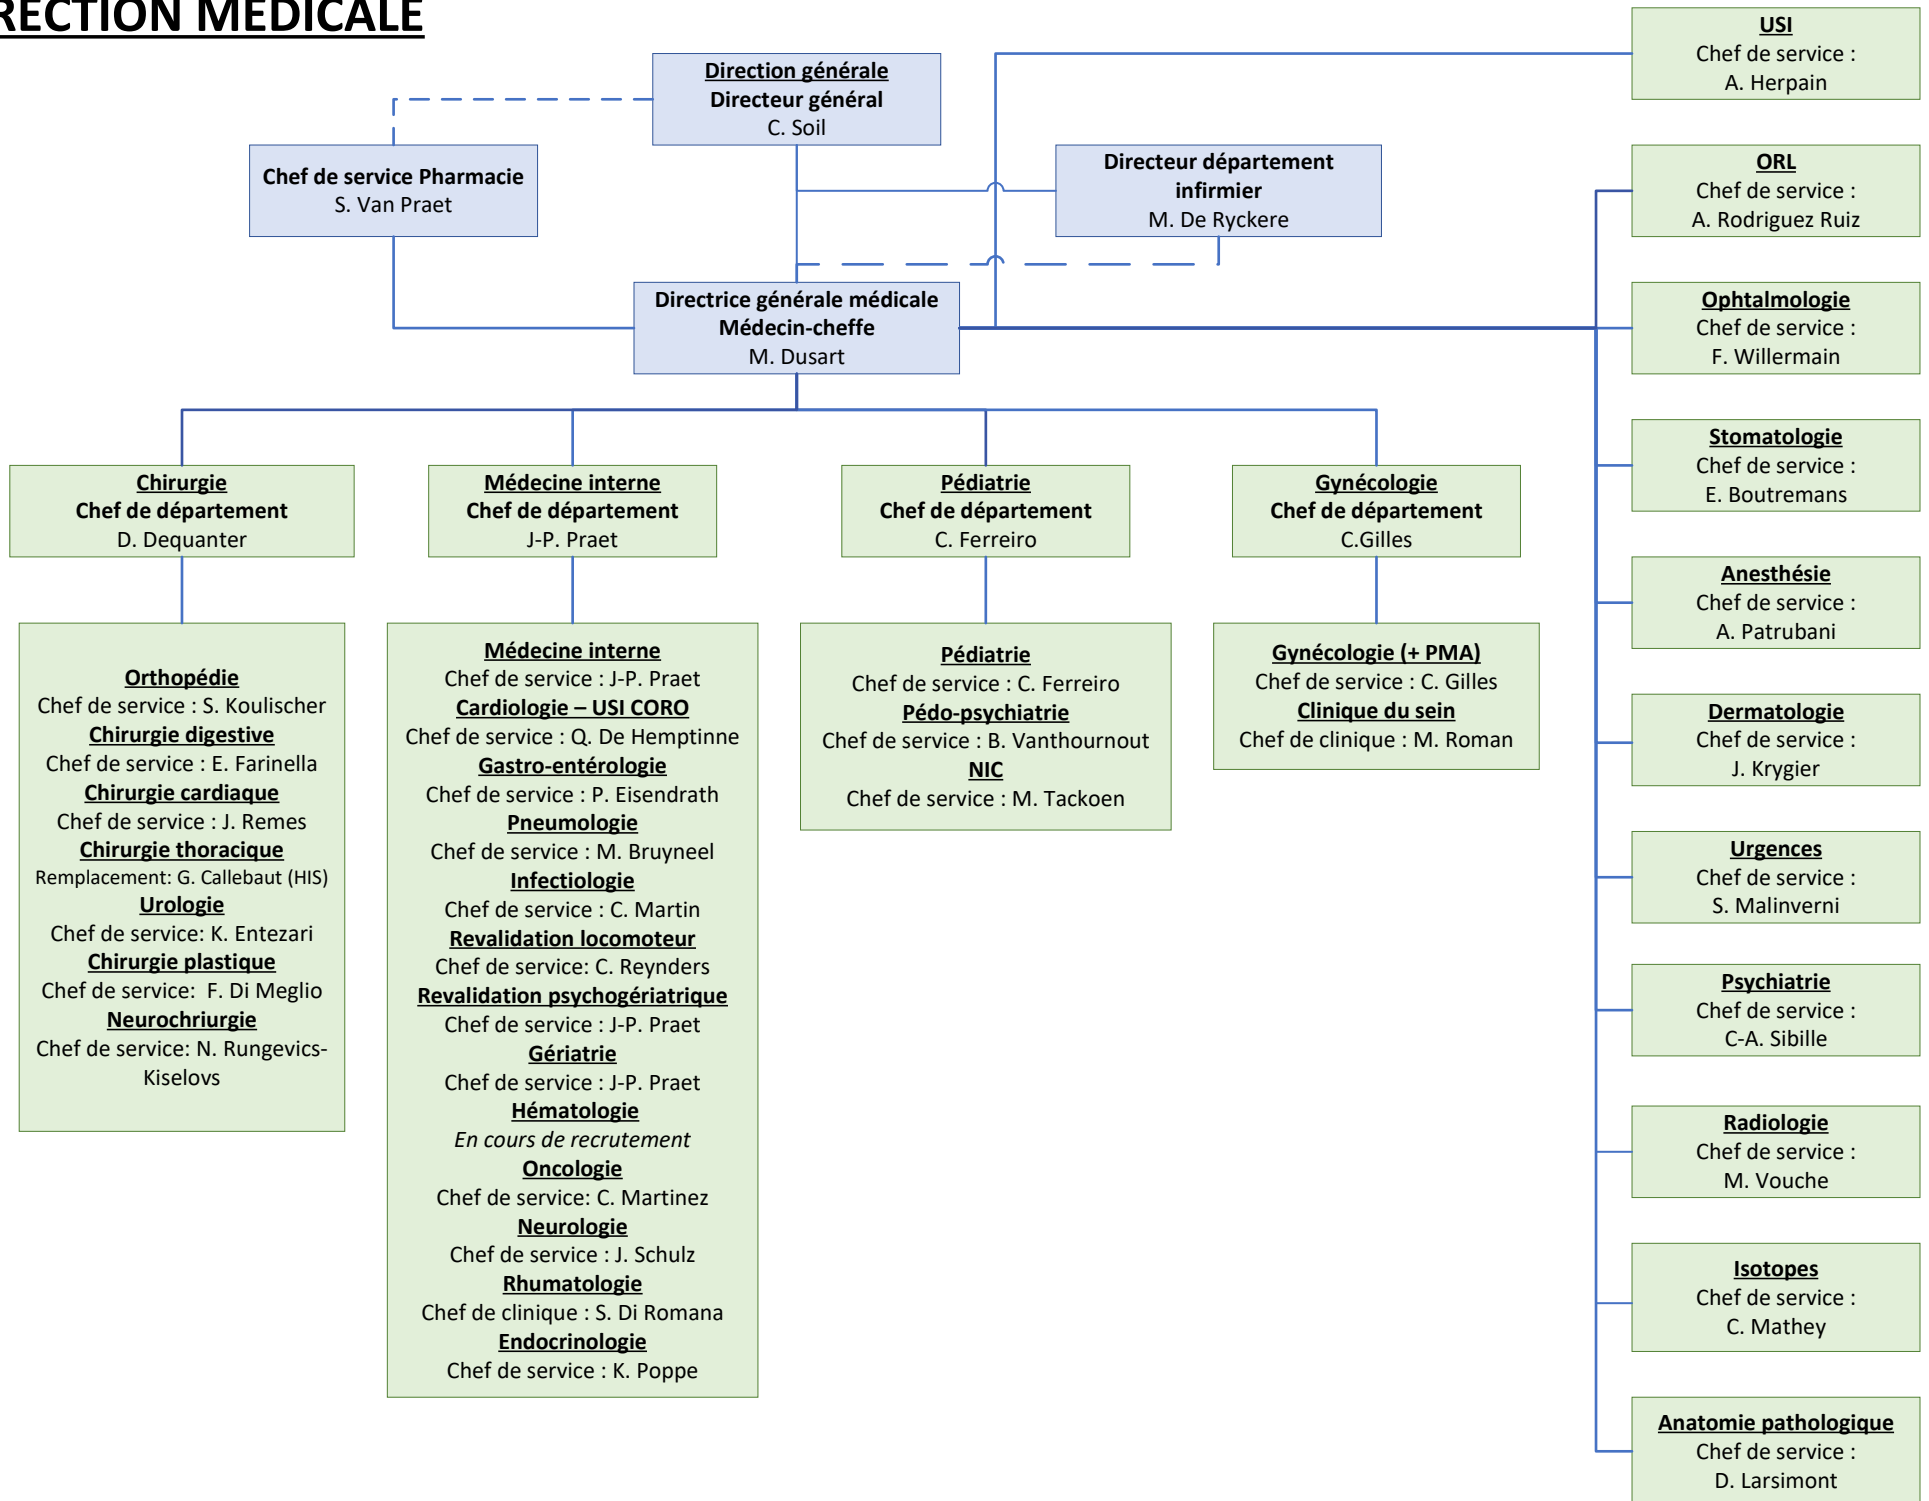 RECTION MEDICALE
Direction générale
Directeur général
C. Soil
Chef de service Pharmacie
S. Van Praet
Directeur département
infirmier
M. De Ryckere
Directrice générale médicale
Médecin-cheffe
M. Dusart
Chirurgie
Chef de département
D. Dequanter
Médecine interne
Chef de département
J-P. Praet
Pédiatrie
Chef de département
C. Ferreiro
Gynécologie
Chef de département
C.Gilles
Orthopédie
Chef de service : S. Koulischer
Chirurgie digestive
Chef de service : E. Farinella
Chirurgie cardiaque
Chef de service : J. Remes
Chirurgie thoracique
Remplacement: G. Callebaut (HIS)
Urologie
Chef de service: K. Entezari
Chirurgie plastique
Chef de service:  F. Di Meglio
Neurochriurgie
Chef de service: N. Rungevics-
Kiselovs
Médecine interne
Chef de service : J-P. Praet
Cardiologie – USI CORO
Chef de service : Q. De Hemptinne
Gastro-entérologie
Chef de service : P. Eisendrath
Pneumologie
Chef de service : M. Bruyneel
Infectiologie
Chef de service : C. Martin
Revalidation locomoteur
Chef de service: C. Reynders
Revalidation psychogériatrique
Chef de service : J-P. Praet
Gériatrie
Chef de service : J-P. Praet
Hématologie
En cours de recrutement
Oncologie
Chef de service: C. Martinez
Neurologie
Chef de service : J. Schulz
Rhumatologie
Chef de clinique : S. Di Romana
Endocrinologie
Chef de service : K. Poppe
Pédiatrie
Chef de service : C. Ferreiro
Pédo-psychiatrie
Chef de service : B. Vanthournout
NIC
Chef de service : M. Tackoen
Gynécologie (+ PMA)
Chef de service : C. Gilles
Clinique du sein
Chef de clinique : M. Roman
USI
Chef de service :
A. Herpain
ORL
Chef de service :
A. Rodriguez Ruiz
Ophtalmologie
Chef de service :
F. Willermain
Stomatologie
Chef de service :
E. Boutremans
Anesthésie
Chef de service :
A. Patrubani
Dermatologie
Chef de service :
J. Krygier
Urgences
Chef de service :
S. Malinverni
Psychiatrie
Chef de service :
C-A. Sibille
Radiologie
Chef de service :
M. Vouche
Isotopes
Chef de service :
C. Mathey
Anatomie pathologique
Chef de service :
D. Larsimont